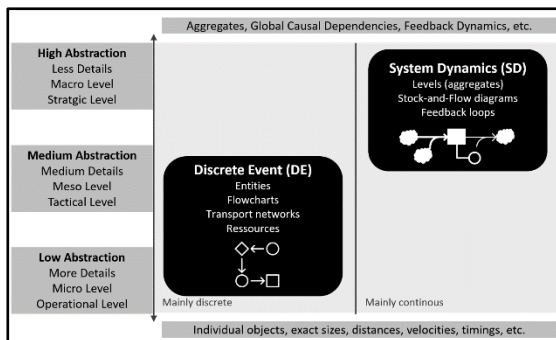 Aggregates, Global Causal Dependencies, Feedback Dynamics, etc.
High Abstraction
Less Details
Macro Level
Stratgic Level
System Dynamics (SD)
Levels (aggregates)
Stock-and-Flow diagrams
Feedback loops
Medium Abstraction
Medium Details
Meso Level
Tactical Level
Discrete Event (DE)
Entities
Flowcharts
Transport networks
Ressources
Low Abstraction
More Details
Micro Level
Operational Level
Mainly discrete
Mainly continous
Individual objects, exact sizes, distances, velocities, timings, etc.